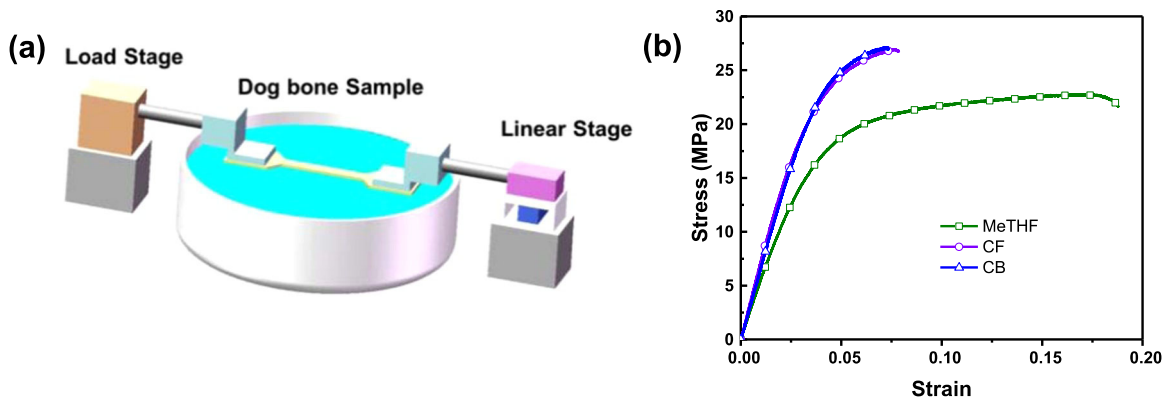 (a)
Load Stage
Dog bone Sample
Linear Stage
(b)
30
25
20
15
10
5
0
Stress (MPa)
MeTHF
CF
CB
0.00 0.05 0.10 0.15 0.20
Strain